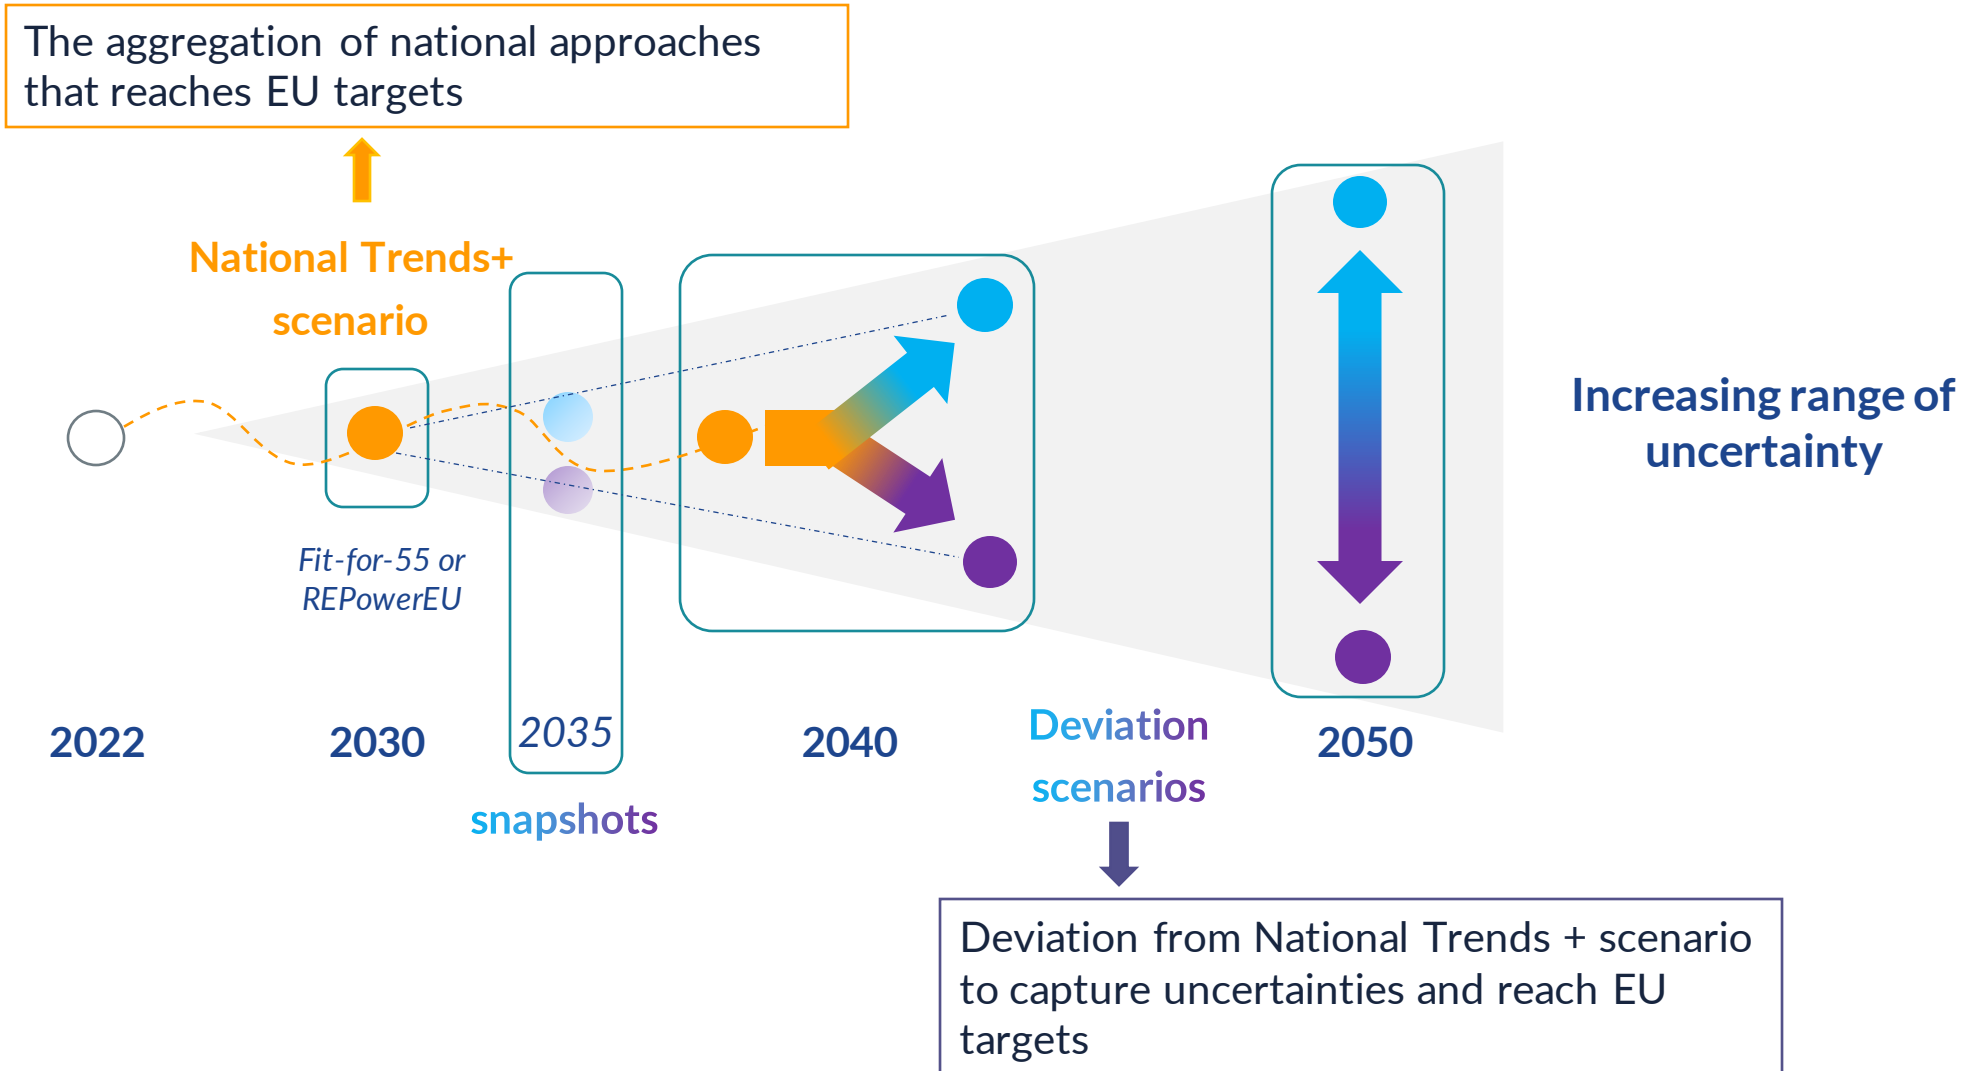 The aggregation of national approaches
that reaches EU targets
National Trends+
scenario
Increasing range of
uncertainty
Fit-for-55 or
REPowerEU
2022
2030
2035
2040
2050
snapshots
Deviation
scenarios
Deviation from National Trends + scenario
to capture uncertainties and reach EU
targets